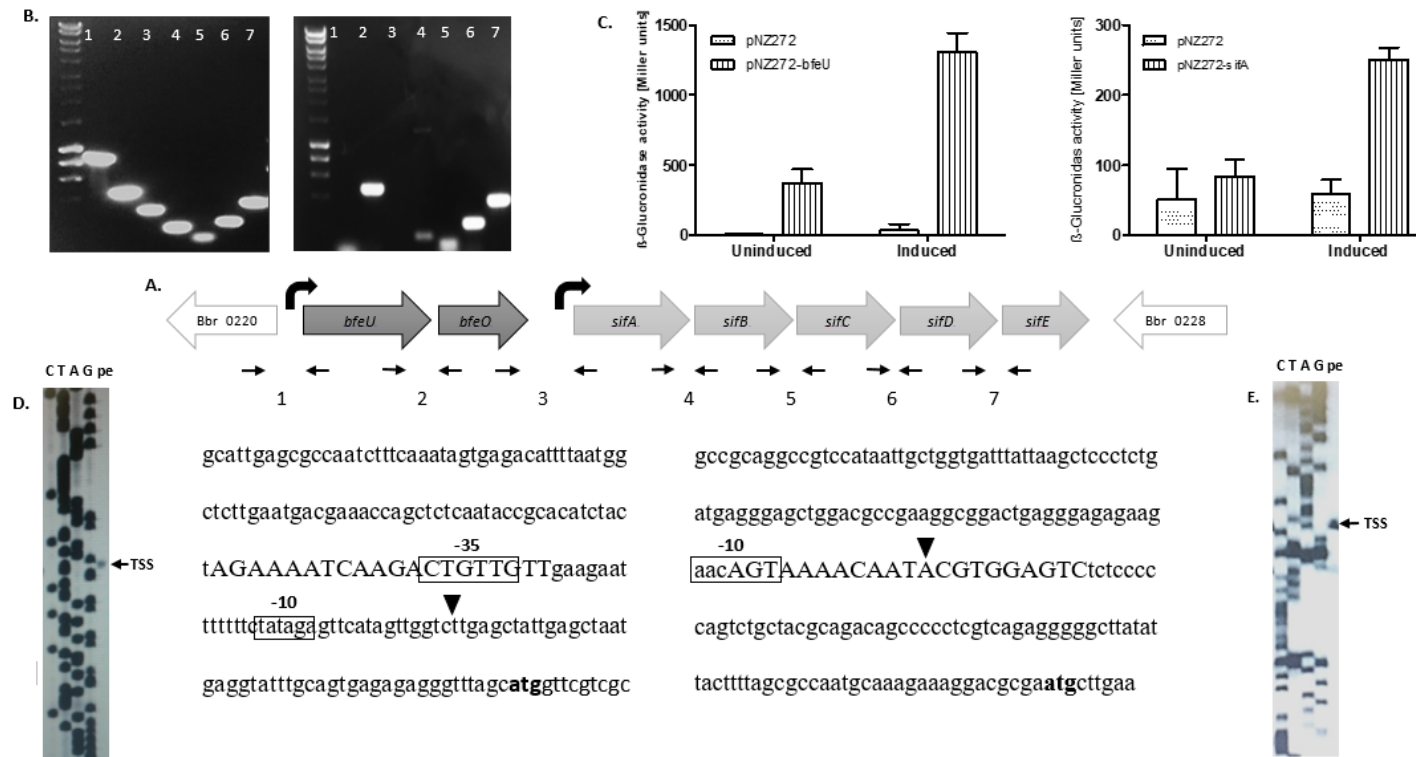 B.
1 2 3 4 5 6 7
1 2 3 4 5 6 7
C.
ß-Glucronidase activity [Miller units]
1500
1000
500
0
pNZ272
pNZ272-bfeU
Uninduced
Induced
ß-Glucronidas activity [Miller units]
300
200
100
0
pNZ272
pNZ272-sifA
Uninduced
Induced
A.
Bbr 0220 bfeU bfeO sifA sifB sifC sifD sifE Bbr 0228
1 2 3 4 5 6 7
D.
C T A G pe
TSS
gcattgagcgccaatctttcaaatagtgagacattttaatgg
ctcttgaatgacgaaaccagctctcaataccgcacatctac
-35
tAGAAAATCAAGACTGTTGTTgaagaat
-10
ttttttctatagagttcatagttggtcttgagctattgagctaat
gaggtatttgcagtgagagagggtttagcatggttcgtcgc
gccgcaggccgtccataattgctggtgatttattaagctccctctg
atgagggagctggacgccgaaggcggactgagggagagaag
-10
aacAGTAAAACAATACGTGGAGTCtctcccc
cagtctgctacgcagacagcccctcgtcagagggggcttatat
tacttttagcgccaatgcaaagaaaggacgcgaatgcttgaa
E.
C T A G pe
TSS